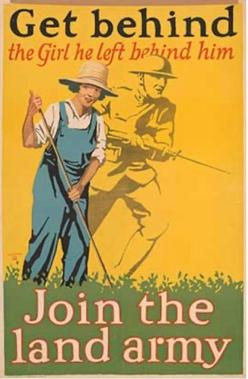 Get behind
the Girl he left behind him
Join the
land army